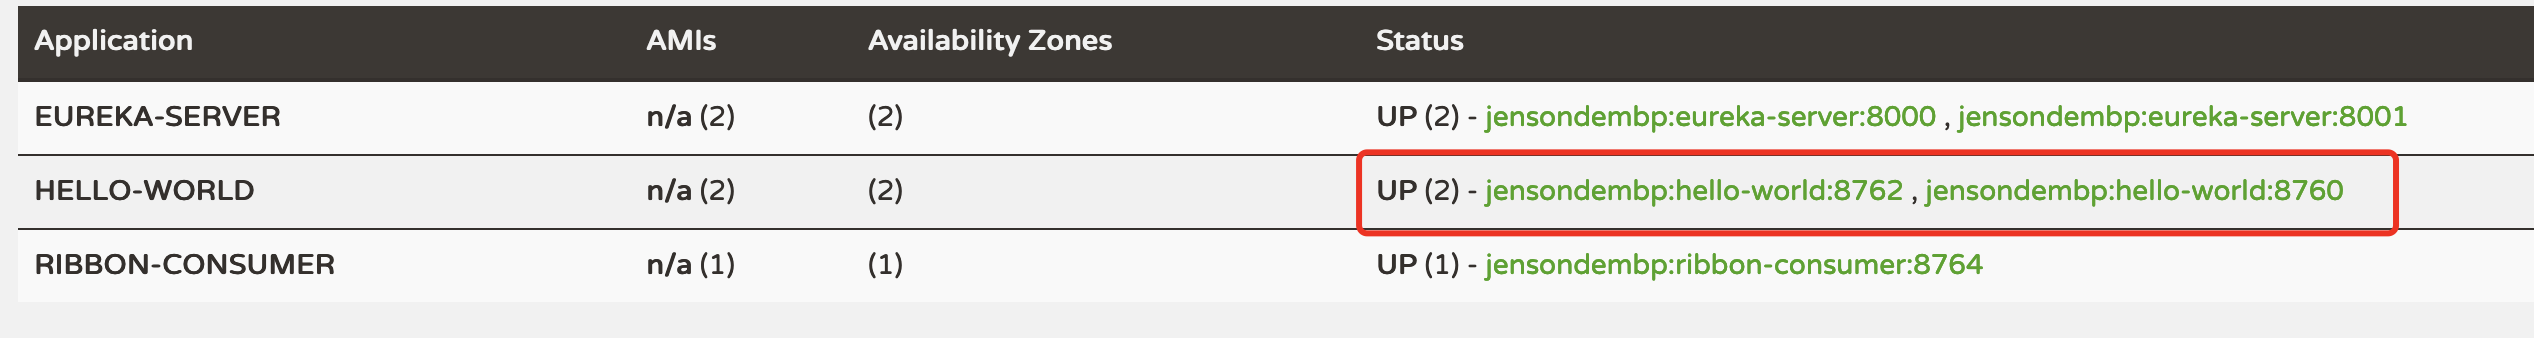 Application AMIs Availability Zones Status
EUREKA-SERVER n/a (2) (2) UP (2) - jensondembp:eureka-server:8000 , jensondembp:eureka-server:8001
HELLO-WORLD n/a (2) (2) UP (2) - jensondembp:hello-world:8762 , jensondembp:hello-world:8760
RIBBON-CONSUMER n/a (1) (1) UP (1) - jensondembp:ribbon-consumer:8764